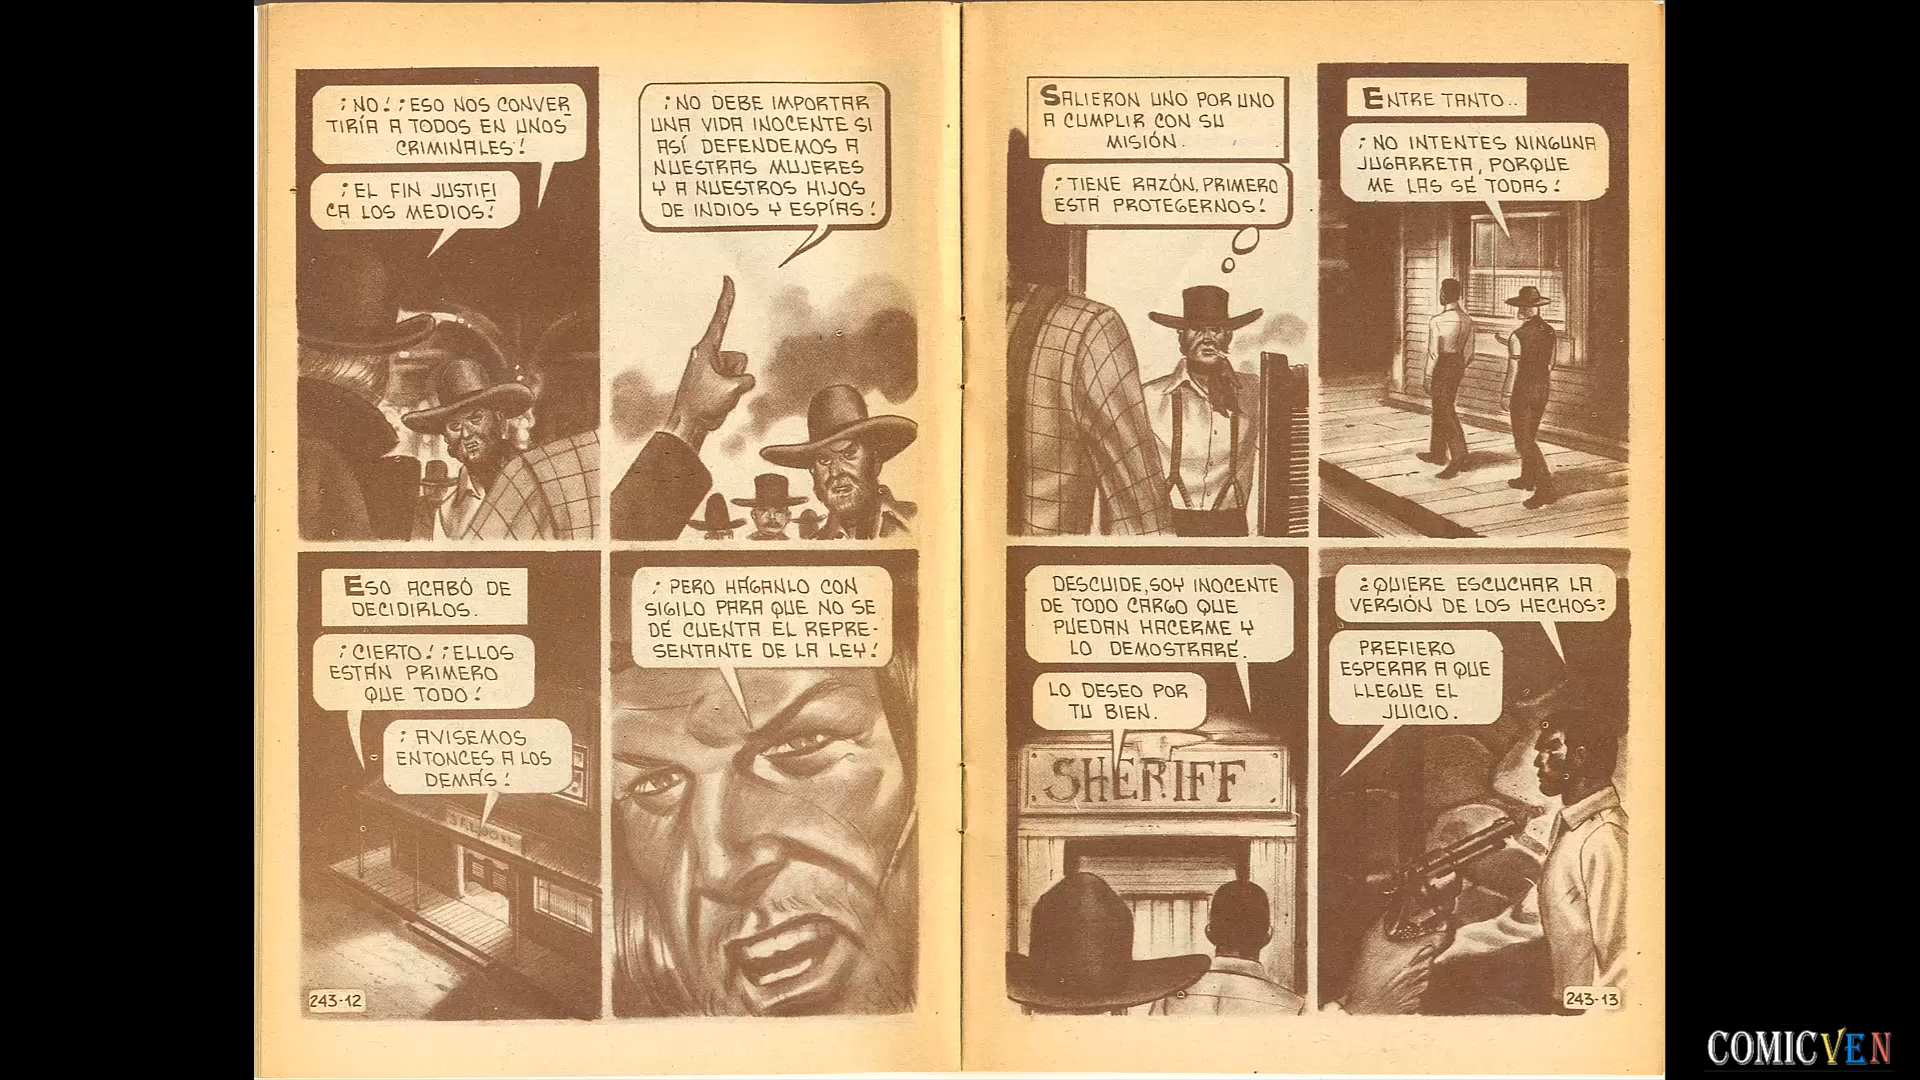 ¡NO! ¡ESO NOS CONVER
TIRÍA A TODOS EN UNOS
CRIMINALES!
¡EL FIN JUSTIFI
CA LOS MEDIOS!
¡NO DEBE IMPORTAR
UNA VIDA INOCENTE SI
ASÍ DEFENDEMOS A
NUESTRAS MUJERES
Y A NUESTROS HIJOS
DE INDIOS Y ESPÍAS!
ESO ACABÓ DE
DECIDIRLOS.
¡CIERTO! ¡ELLOS
ESTÁN PRIMERO
QUE TODO!
¡AVISEMOS
ENTONCES A LOS
DEMÁS!
SALOON
¡PERO HÁGANLO CON
SIGILO PARA QUE NO SE
DÉ CUENTA EL REPRE-
SENTANTE DE LA LEY!
243-12
SALIERON UNO POR UNO
A CUMPLIR CON SU
MISIÓN.
¡TIENE RAZÓN, PRIMERO
ESTÁ PROTEGERNOS!
ENTRE TANTO..
¡NO INTENTES NINGUNA
JUGARRETA, PORQUE
ME LAS SÉ TODAS!
DESCUIDE, SOY INOCENTE
DE TODO CARGO QUE
PUEDAN HACERME Y
LO DEMOSTRARÉ.
LO DESEO POR
TU BIEN.
SHERIFF
¿QUIERE ESCUCHAR LA
VERSIÓN DE LOS HECHOS?
PREFIERO
ESPERAR A QUE
LLEGUE EL
JUICIO.
243-13
COMICVEN